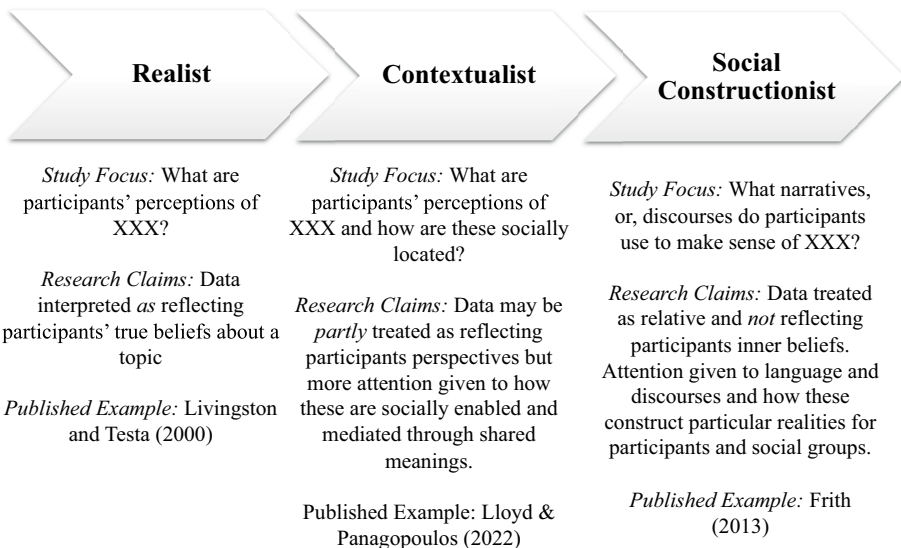 Realist
Study Focus: What are
participants’ perceptions of
XXX?
Research Claims: Data
interpreted as reflecting
participants’ true beliefs about a
topic
Published Example: Livingston
and Testa (2000)
Contextualist
Study Focus: What are
participants’ perceptions of
XXX and how are these socially
located?
Research Claims: Data may be
partly treated as reflecting
participants perspectives but
more attention given to how
these are socially enabled and
mediated through shared
meanings.
Published Example: Lloyd &
Panagopoulos (2022)
Social
Constructionist
Study Focus: What narratives,
or, discourses do participants
use to make sense of XXX?
Research Claims: Data treated
as relative and not reflecting
participants inner beliefs.
Attention given to language and
discourses and how these
construct particular realities for
participants and social groups.
Published Example: Frith
(2013)